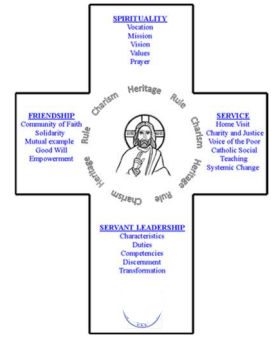 SPIRITUALITY
Vocation
Mission
Vision
Values
Prayer
FRIENDSHIP
Community of Faith
Solidarity
Mutual example
Good Will
Empowerment
Charism Heritage Rule Charism Heritage Rule Charism Heritage Rule
SERVICE
Home Visit
Charity and Justice
Voice of the Poor
Catholic Social
Teaching
Systemic Change
SERVANT LEADERSHIP
Characteristics
Duties
Competencies
Discernment
Transformation